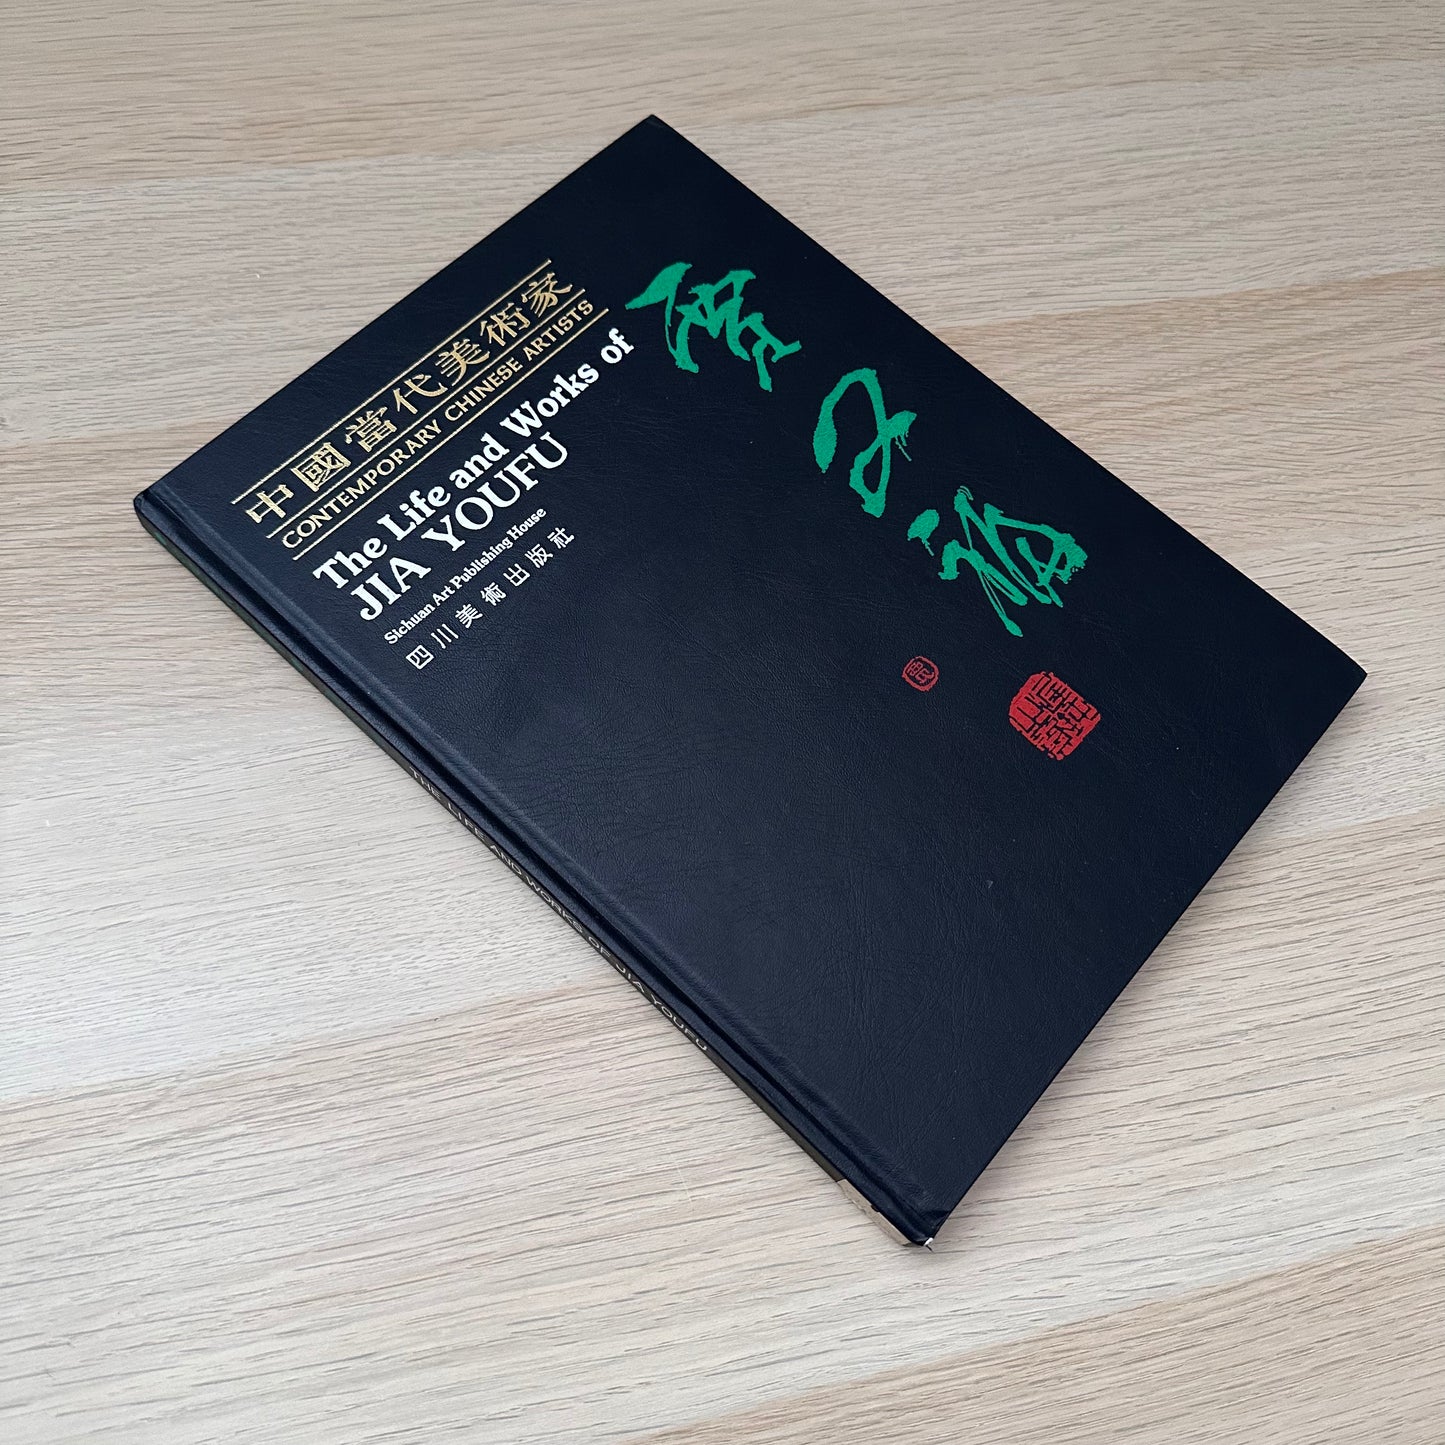 中國當代美術家
CONTEMPORARY CHINESE ARTISTS
The Life and Works of
JIA YOUFU
Sichuan Art Publishing House
四川美術出版社
賈又福
THE LIFE AND WORKS OF JIA YOUFU